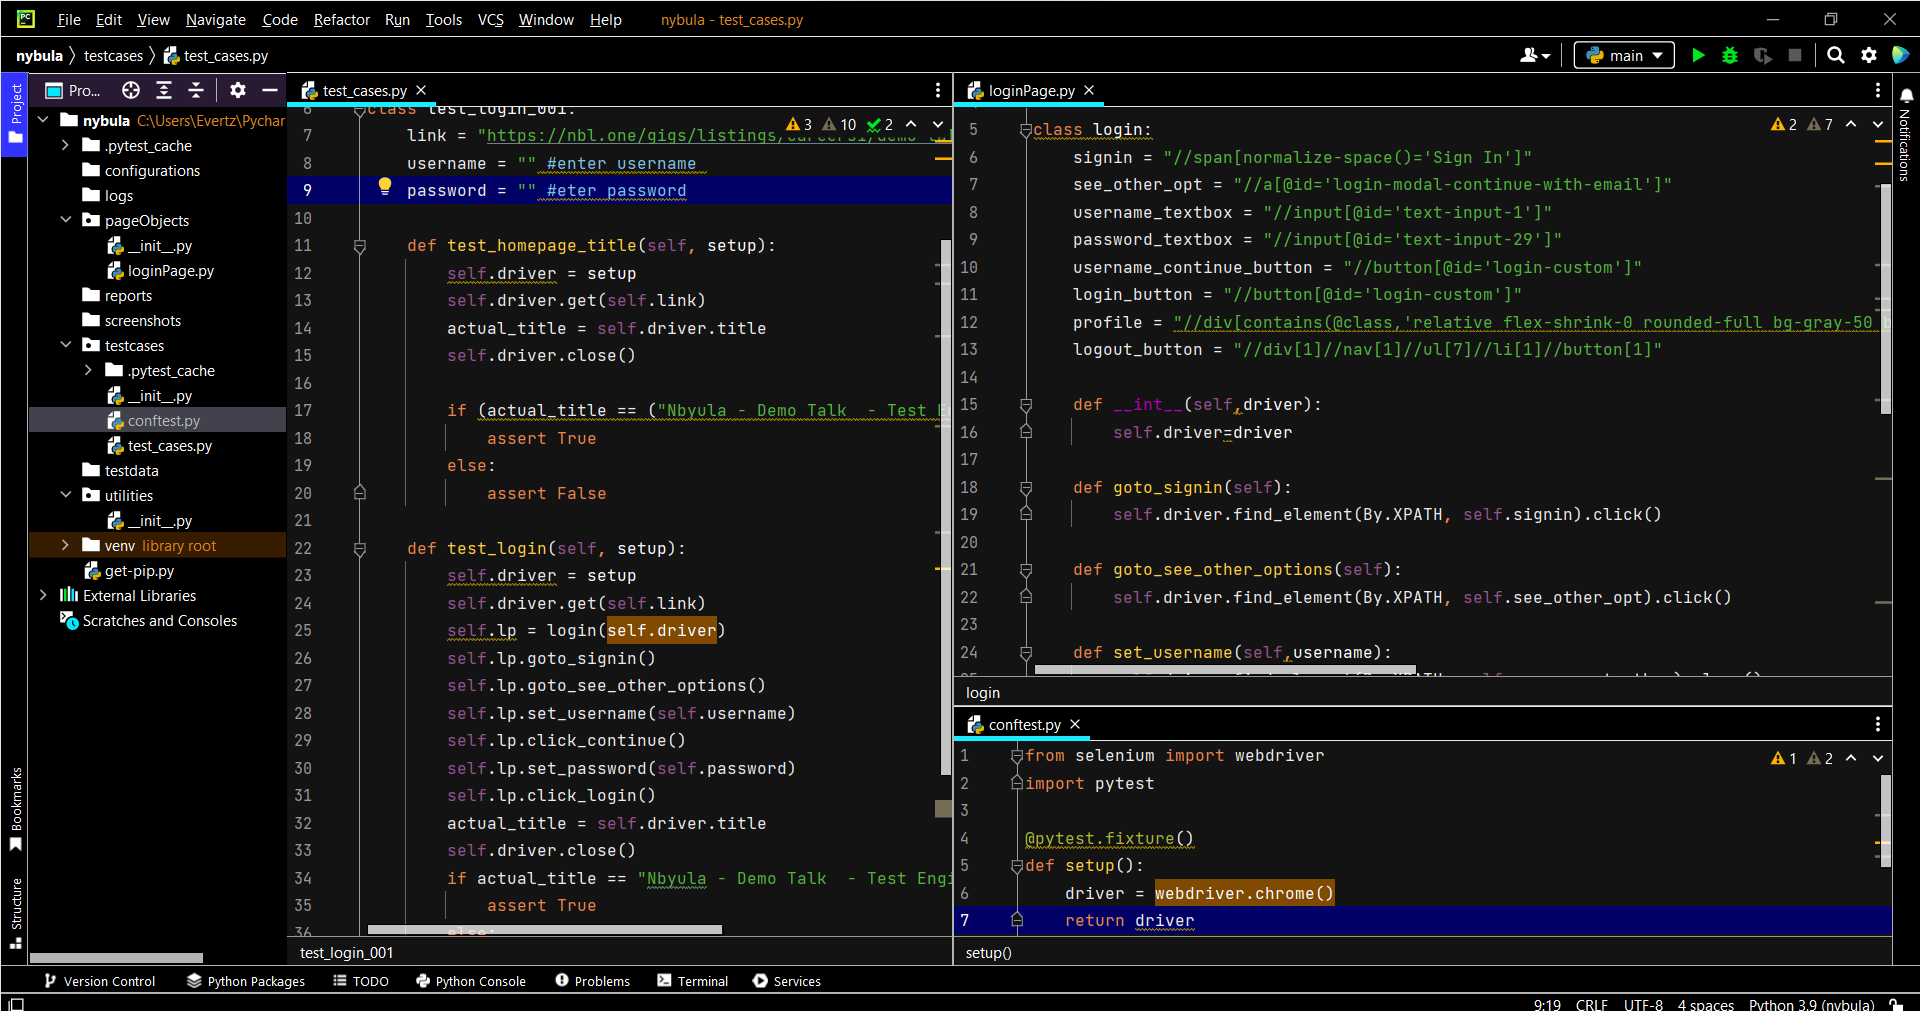 File Edit View Navigate Code Refactor Run Tools VCS Window Help nybula - test_cases.py
nybula testcases test_cases.py
main
Project
Pro...
nybula C:\Users\Evertz\Pychar
.pytest_cache
configurations
logs
pageObjects
__init__.py
loginPage.py
reports
screenshots
testcases
.pytest_cache
__init__.py
conftest.py
test_cases.py
testdata
utilities
__init__.py
venv library root
get-pip.py
External Libraries
Scratches and Consoles
Bookmarks
Structure
test_cases.py
3 10 2
6 class test_login_001:
7 link = "https://nbl.one/gigs/listings/careers1/demo
8 username = "" #enter username
9 password = "" #eter password
10
11 def test_homepage_title(self, setup):
12 self.driver = setup
13 self.driver.get(self.link)
14 actual_title = self.driver.title
15 self.driver.close()
16
17 if (actual_title == ("Nbyula - Demo Talk  - Test E
18 assert True
19 else:
20 assert False
21
22 def test_login(self, setup):
23 self.driver = setup
24 self.driver.get(self.link)
25 self.lp = login(self.driver)
26 self.lp.goto_signin()
27 self.lp.goto_see_other_options()
28 self.lp.set_username(self.username)
29 self.lp.click_continue()
30 self.lp.set_password(self.password)
31 self.lp.click_login()
32 actual_title = self.driver.title
33 self.driver.close()
34 if actual_title == "Nbyula - Demo Talk  - Test Engi
35 assert True
36 else:
test_login_001
loginPage.py
2 7
5 class login:
6 signin = "//span[normalize-space()='Sign In']"
7 see_other_opt = "//a[@id='login-modal-continue-with-email']"
8 username_textbox = "//input[@id='text-input-1']"
9 password_textbox = "//input[@id='text-input-29']"
10 username_continue_button = "//button[@id='login-custom']"
11 login_button = "//button[@id='login-custom']"
12 profile = "//div[contains(@class,'relative flex-shrink-0 rounded-full bg-gray-50 b
13 logout_button = "//div[1]//nav[1]//ul[7]//li[1]//button[1]"
14
15 def __int__(self,driver):
16 self.driver=driver
17
18 def goto_signin(self):
19 self.driver.find_element(By.XPATH, self.signin).click()
20
21 def goto_see_other_options(self):
22 self.driver.find_element(By.XPATH, self.see_other_opt).click()
23
24 def set_username(self,username):
login
conftest.py
1 2
1 from selenium import webdriver
2 import pytest
3
4 @pytest.fixture()
5 def setup():
6 driver = webdriver.chrome()
7 return driver
setup()
Notifications
Version Control Python Packages TODO Python Console Problems Terminal Services
9:19 CRLF UTF-8 4 spaces Python 3.9 (nybula)